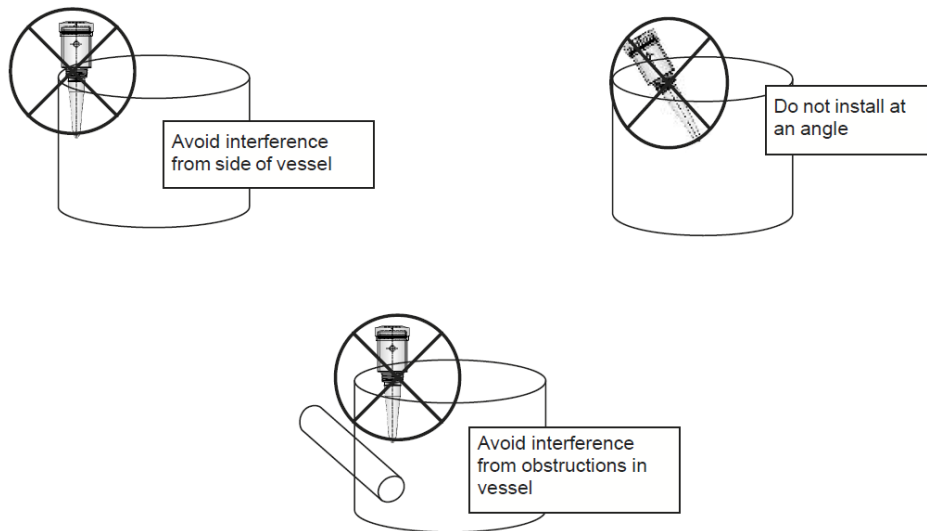 Avoid interference
from side of vessel
Do not install at
an angle
Avoid interference
from obstructions in
vessel